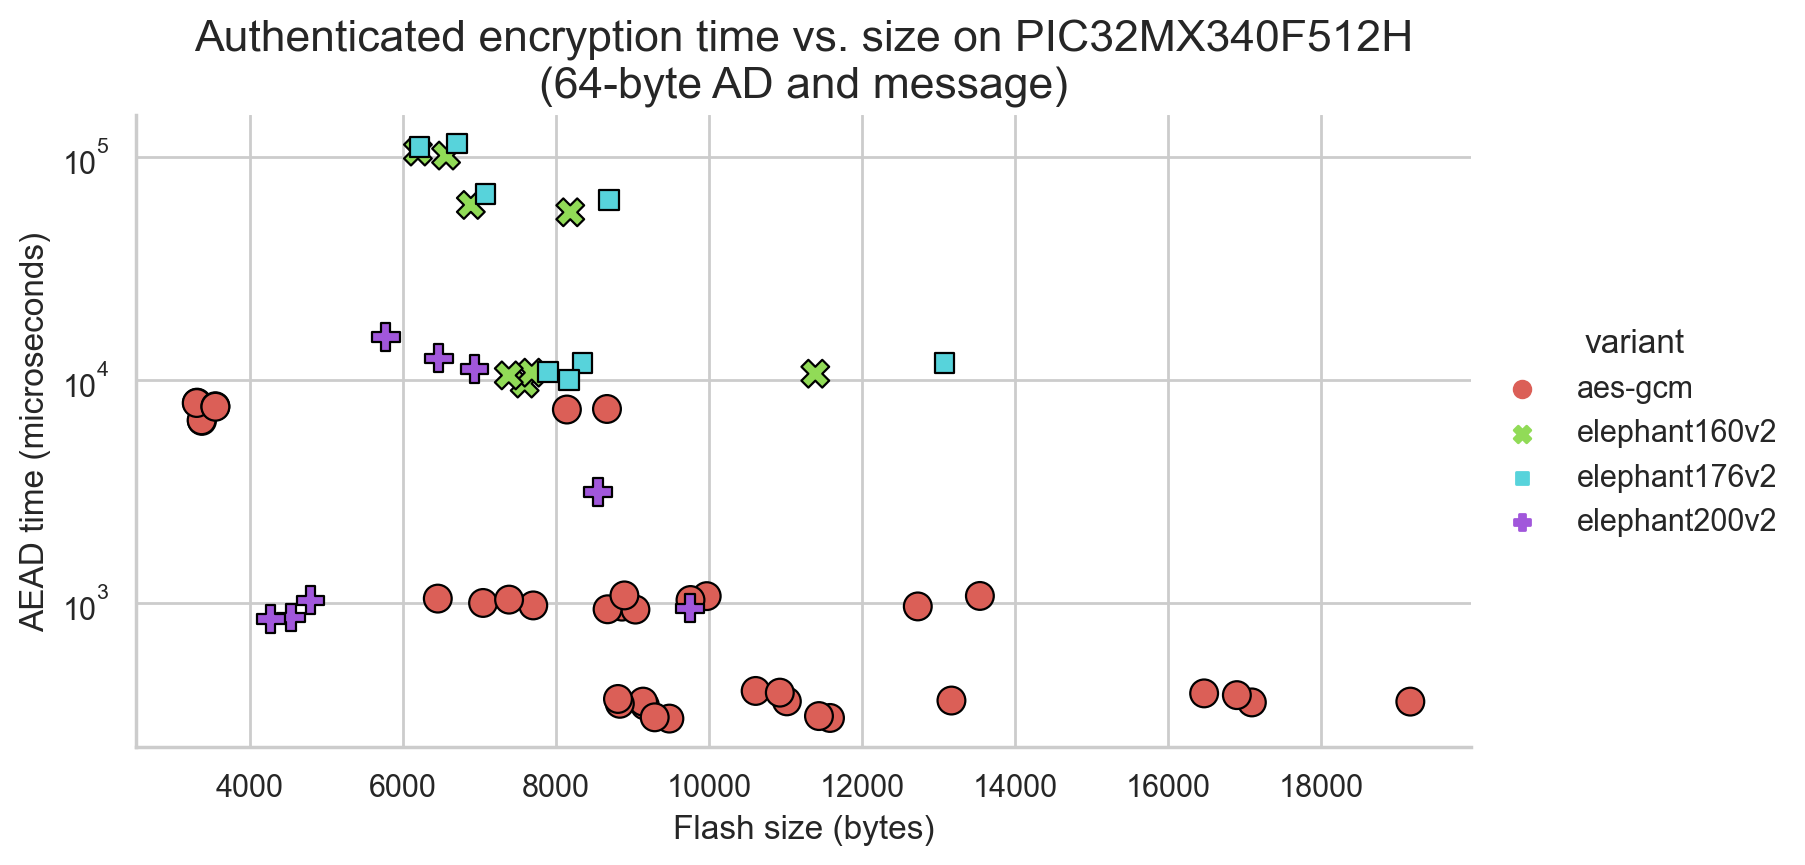 Authenticated encryption time vs. size on PIC32MX340F512H
(64-byte AD and message)
AEAD time (microseconds)
10^5
10^4
10^3
4000 6000 8000 10000 12000 14000 16000 18000
Flash size (bytes)
variant
aes-gcm
elephant160v2
elephant176v2
elephant200v2